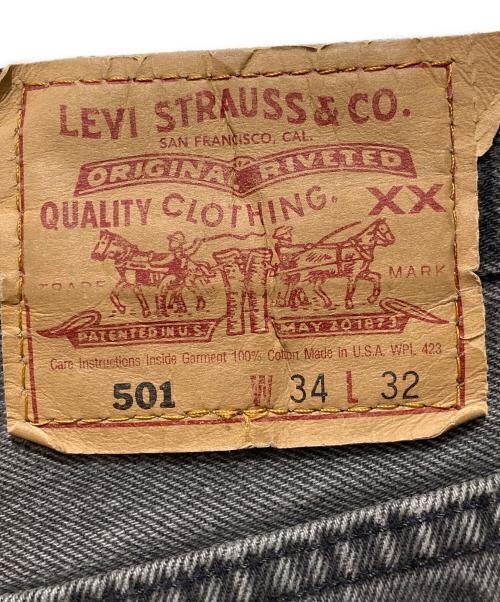 LEVI STRAUSS & CO.
SAN FRANCISCO, CAL.
ORIGINAL RIVETED
QUALITY CLOTHING. XX
TRADE MARK
PATENTED IN U.S. MAY 20 1873
Care Instructions Inside Garment 100% Cotton Made in U.S.A. WPL 423
501 W 34 L 32